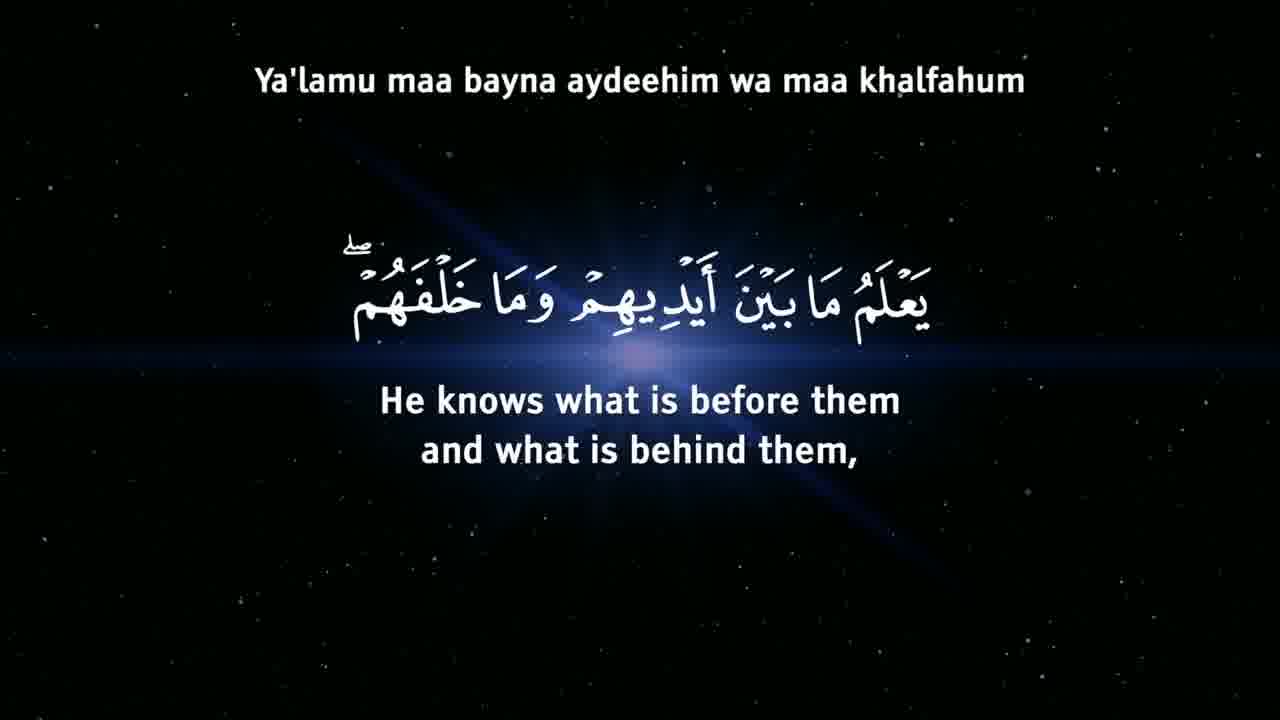 Ya'lamu maa bayna aydeehim wa maa khalfahum
يَعْلَمُ مَا بَيْنَ أَيْدِيهِمْ وَمَا خَلْفَهُمْ ۖ
He knows what is before them
and what is behind them,